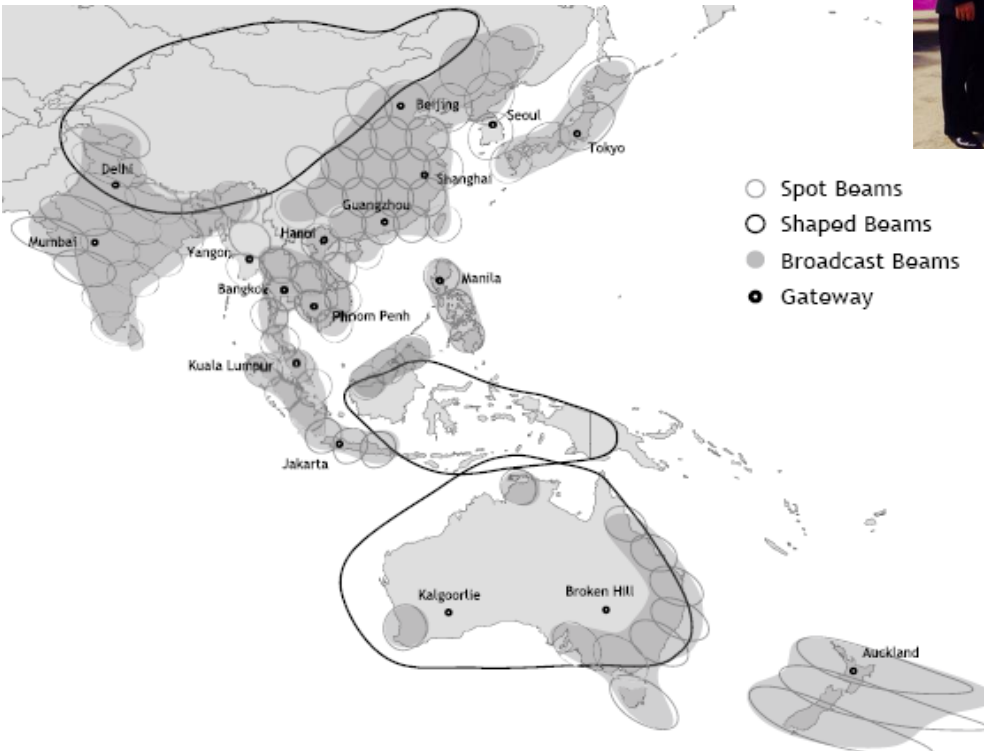 Beijing
Seoul
Tokyo
Delhi
Shanghai
Guangzhou
Mumbai
Hanoi
Yangon
Bangkok
Manila
Phnom Penh
Kuala Lumpur
Jakarta
Kalgoorlie
Broken Hill
Auckland
Spot Beams
Shaped Beams
Broadcast Beams
Gateway